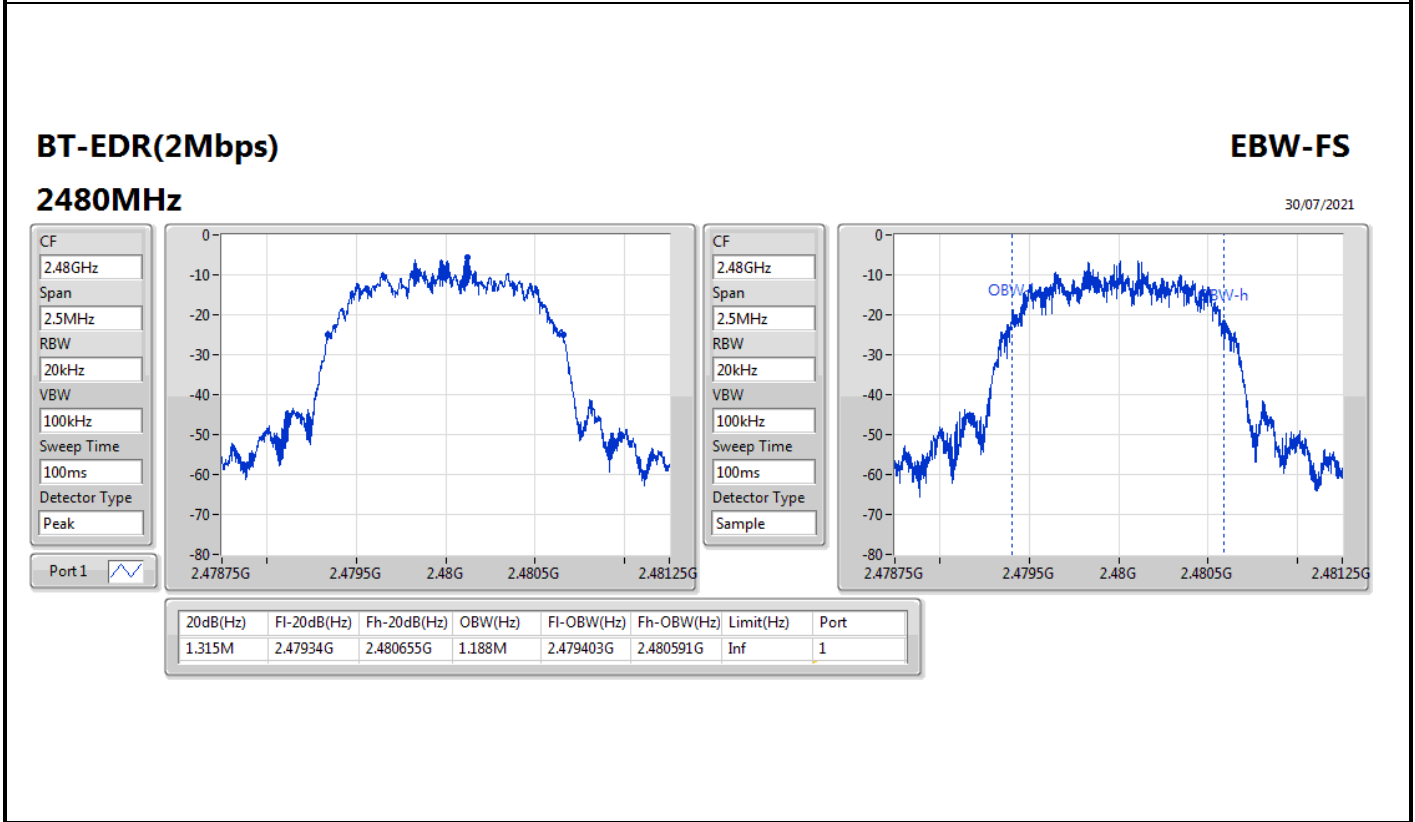 BT-EDR(2Mbps)
EBW-FS
2480MHz
30/07/2021
CF
2.48GHz
Span
2.5MHz
RBW
20kHz
VBW
100kHz
Sweep Time
100ms
Detector Type
Peak
Port 1
0
-10
-20
-30
-40
-50
-60
-70
-80
2.47875G 2.4795G 2.48G 2.4805G 2.48125G
CF
2.48GHz
Span
2.5MHz
RBW
20kHz
VBW
100kHz
Sweep Time
100ms
Detector Type
Sample
0
-10
-20
-30
-40
-50
-60
-70
-80
2.47875G 2.4795G 2.48G 2.4805G 2.48125G
20dB(Hz) Fl-20dB(Hz) Fh-20dB(Hz) OBW(Hz) Fl-OBW(Hz) Fh-OBW(Hz) Limit(Hz) Port
1.315M 2.47934G 2.480655G 1.188M 2.479403G 2.480591G Inf 1